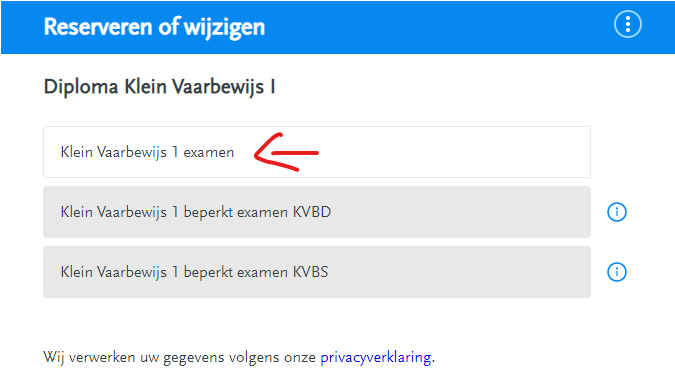 Reserveren of wijzigen
Diploma Klein Vaarbewijs I
Klein Vaarbewijs 1 examen
Klein Vaarbewijs 1 beperkt examen KVBD
Klein Vaarbewijs 1 beperkt examen KVBS
Wij verwerken uw gegevens volgens onze privacyverklaring.